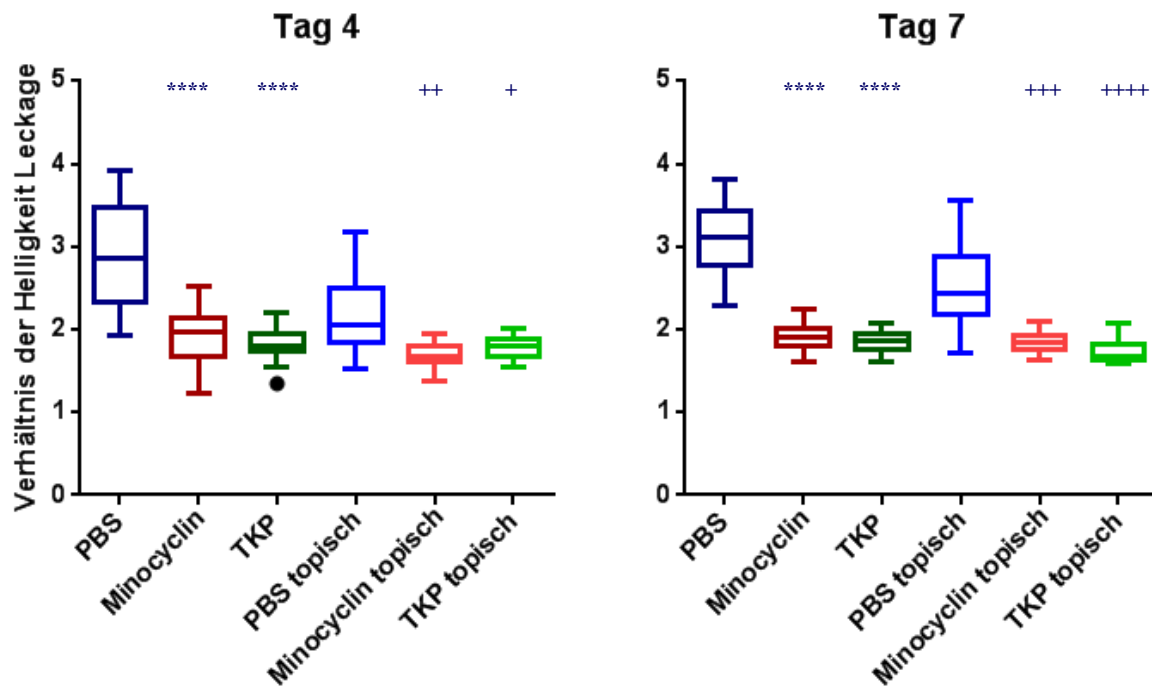 Tag 4
Verhältnis der Helligkeit Leckage
5
4
3
2
1
0
**** **** ++ +
PBS
Minocyclin
TKP
PBS topisch
Minocyclin topisch
TKP topisch
Tag 7
5
4
3
2
1
0
**** **** +++ ++++
PBS
Minocyclin
TKP
PBS topisch
Minocyclin topisch
TKP topisch